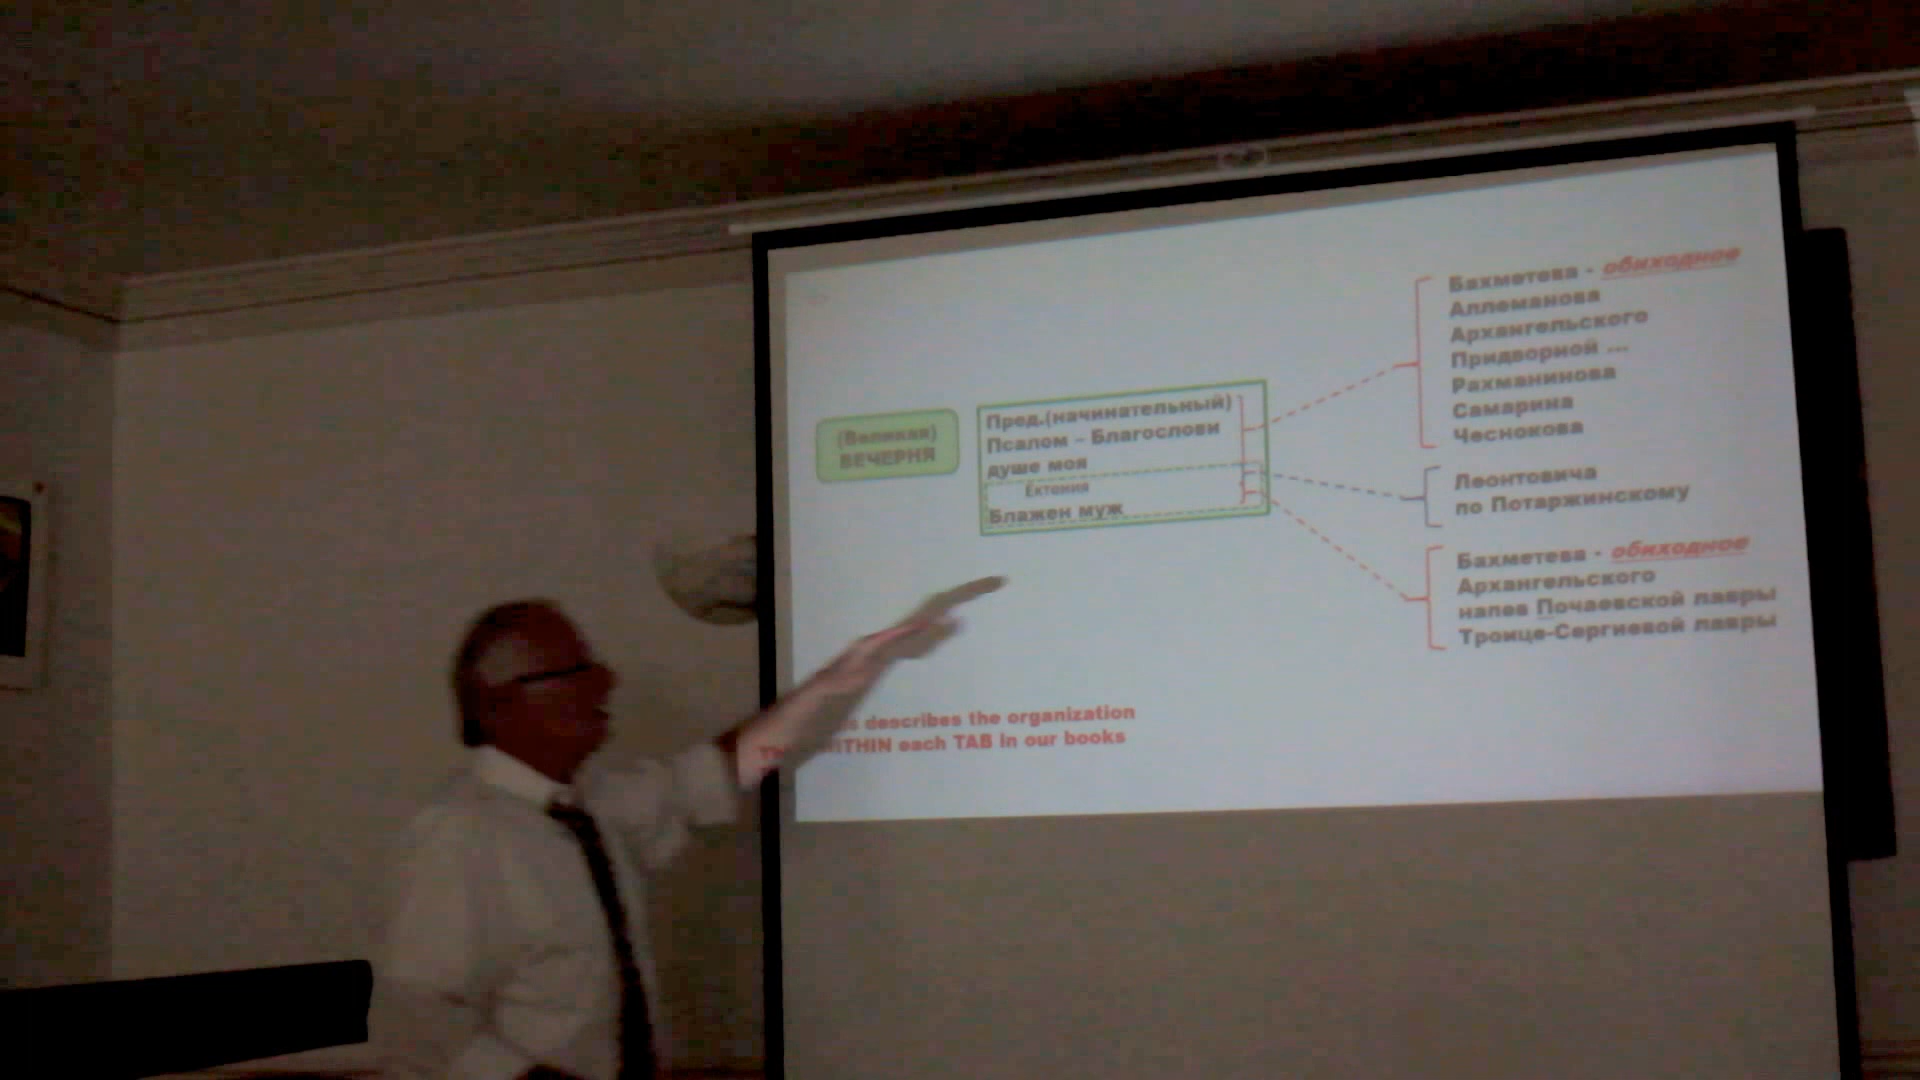 (Великая)
ВЕЧЕРНЯ
Пред.(начинательный)
Псалом – Благослови
душе моя
Ектения
Блажен муж
Бахметева - обиходное
Аллеманова
Архангельского
Придворной ...
Рахманинова
Самарина
Чеснокова
Леонтовича
по Потаржинскому
Бахметева - обиходное
Архангельского
напев Почаевской лавры
Троице-Сергиевой лавры
describes the organization
each TAB in our books